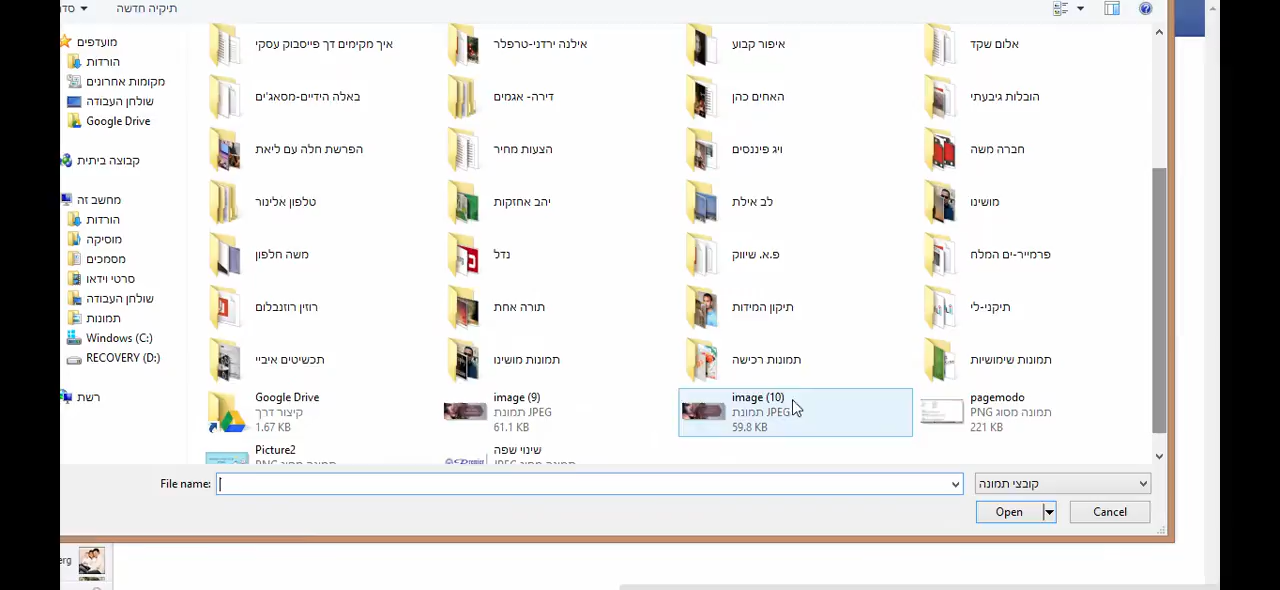 תיקיה חדשה
מועדפים
הורדות
מקומות אחרונים
שולחן העבודה
Google Drive
קבוצה ביתית
מחשב זה
הורדות
מוסיקה
מסמכים
סרטי וידאו
שולחן העבודה
תמונות
Windows (C:)
RECOVERY (D:)
רשת
איך מקימים דך פייסבוק עסקי
אילנה ירדני-טרפלר
איפור קבוע
אלום שקד
באלה הידיים-מסאג'ים
דירה- אגמים
האחים כהן
הובלות גיבעתי
הפרשת חלה עם ליאת
הצעות מחיר
ויג פיננסים
חברה משה
טלפון אלינור
יהב אחזקות
לב אילת
מושינו
משה חלפון
נדל
פ.א. שיווק
פרמייר-ים המלח
רוזין רוזנבלום
תורה אחת
תיקון המידות
תיקני-לי
תכשיטים איביי
תמונות מושינו
תמונות רכישה
תמונות שימושיות
Google Drive
קיצור דרך
1.67 KB
image (9)
תמונת JPEG
61.1 KB
image (10)
תמונת JPEG
59.8 KB
pagemodo
תמונה מסוג PNG
221 KB
Picture2
שינוי שפה
File name:
קובצי תמונה
Open
Cancel